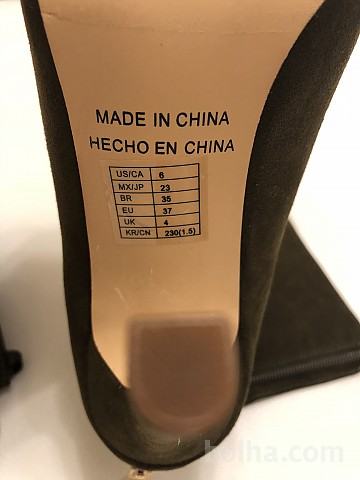 MADE IN CHINA
HECHO EN CHINA
US/CA 6
MX/JP 23
BR 35
EU 37
UK 4
KR/CN 230(1.5)
bolha.com